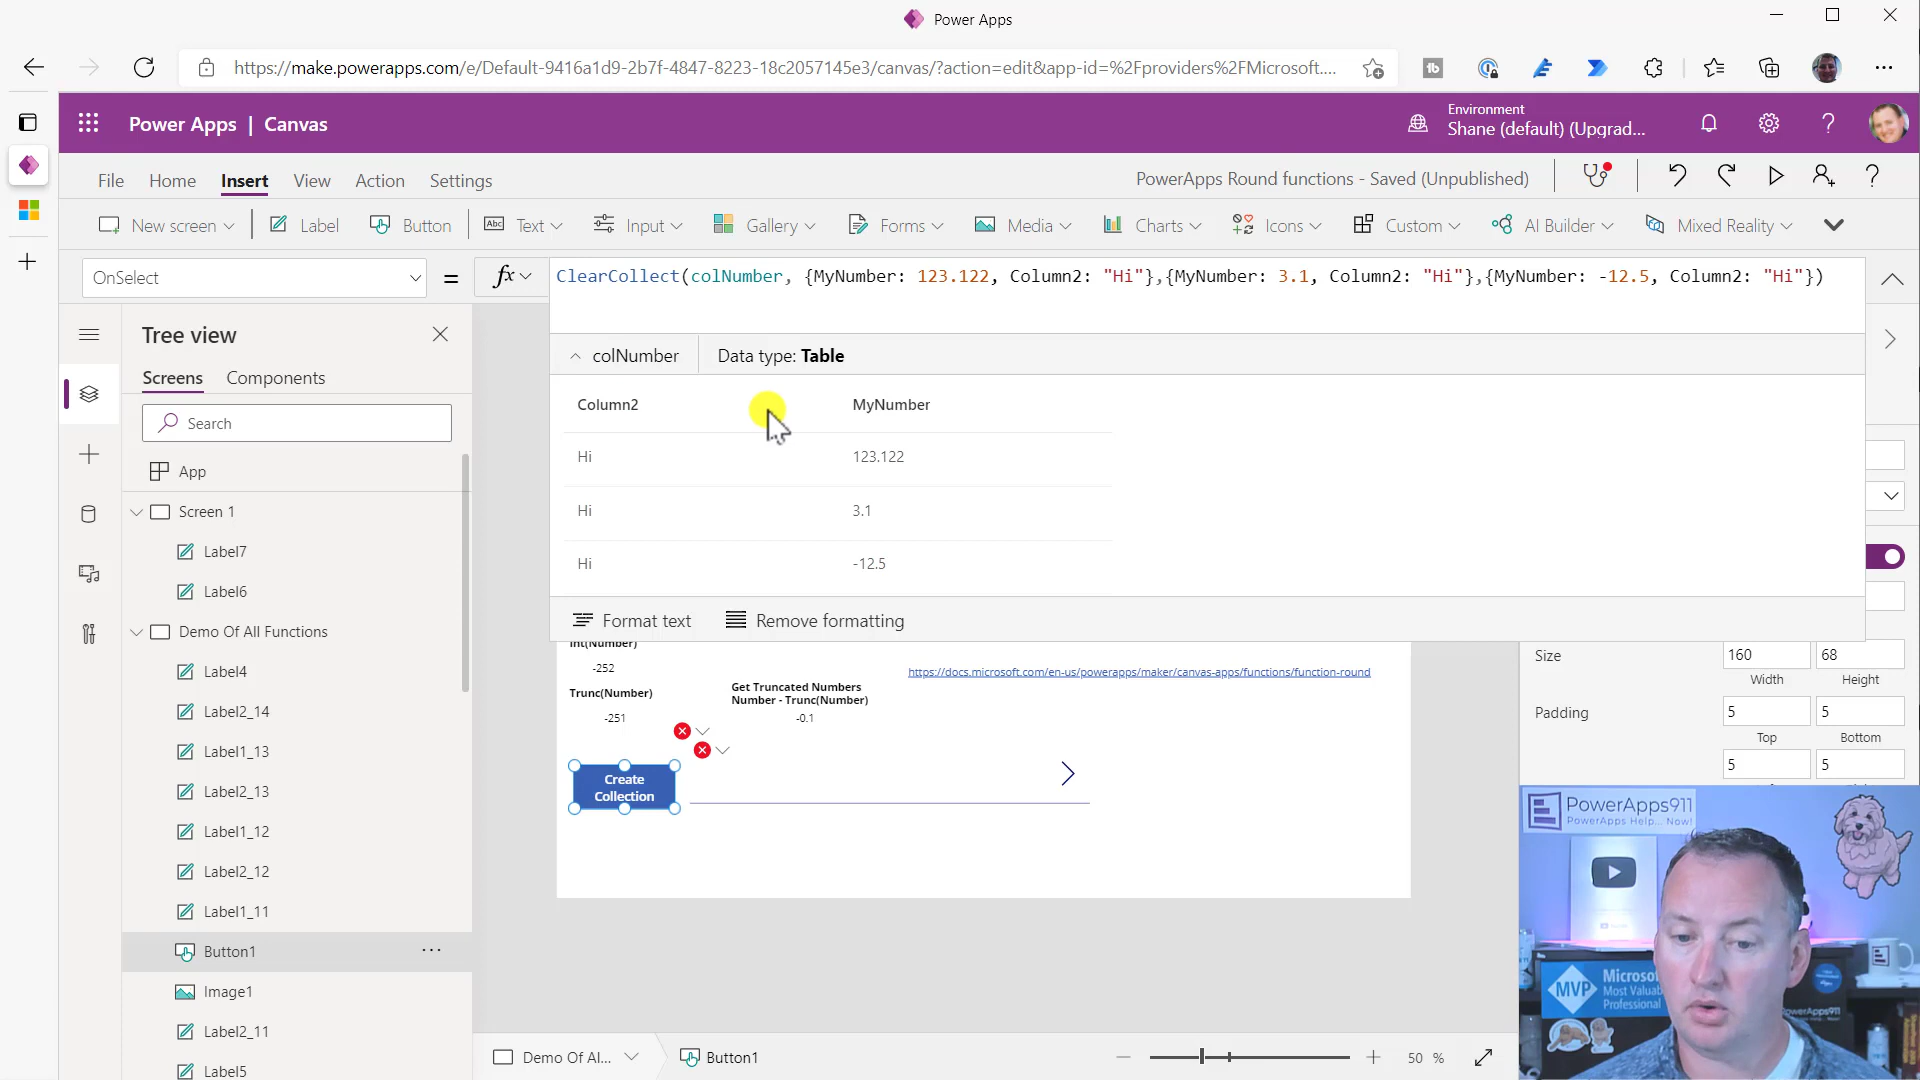 Power Apps
https://make.powerapps.com/e/Default-9416a1d9-2b7f-4847-8223-18c2057145e3/canvas/?action=edit&app-id=%2Fproviders%2FMicrosoft....
Power Apps | Canvas
Environment
Shane (default) (Upgrad...
File Home Insert View Action Settings
PowerApps Round functions - Saved (Unpublished)
New screen Label Button Text Input Gallery Forms Media Charts Icons Custom AI Builder Mixed Reality
OnSelect
= fx
ClearCollect(colNumber, {MyNumber: 123.122, Column2: "Hi"},{MyNumber: 3.1, Column2: "Hi"},{MyNumber: -12.5, Column2: "Hi"})
Tree view
Screens Components
Search
App
Screen 1
Label7
Label6
Demo Of All Functions
Label4
Label2_14
Label1_13
Label2_13
Label1_12
Label2_12
Label1_11
Button1 ...
Image1
Label2_11
Label5
colNumber Data type: Table
Column2 MyNumber
Hi 123.122
Hi 3.1
Hi -12.5
Format text Remove formatting
Int(Number)
-252
Trunc(Number)
-251
Get Truncated Numbers
Number - Trunc(Number)
-0.1
https://docs.microsoft.com/en-us/powerapps/maker/canvas-apps/functions/function-round
Create
Collection
Size 160 68
Width Height
Padding 5 5
Top Bottom
5 5
PowerApps911
PowerApps Help... Now!
MVP
Microso
Most Valuab
Professional
PowerApps911
Demo Of Al... Button1
50 %